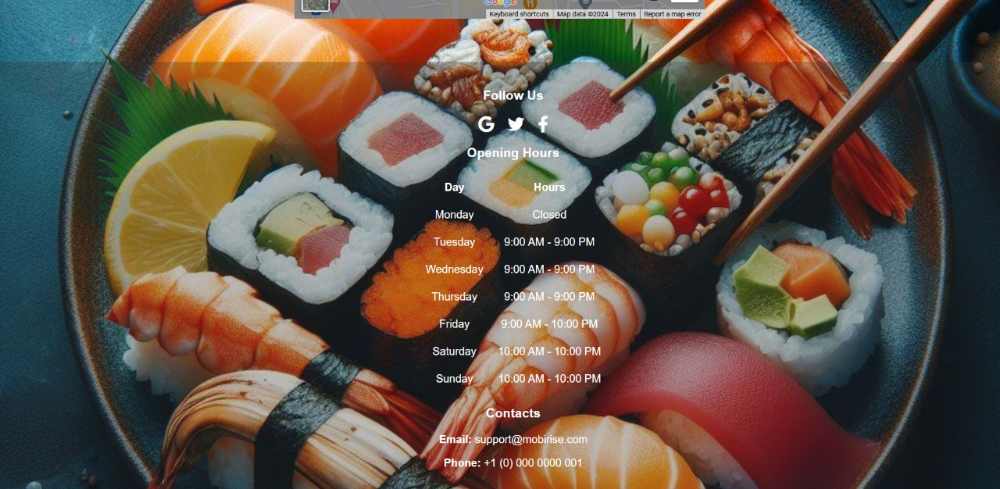 Google
Keyboard shortcuts Map data ©2024 Terms Report a map error
Follow Us
Opening Hours
Day Hours
Monday Closed
Tuesday 9:00 AM - 9:00 PM
Wednesday 9:00 AM - 9:00 PM
Thursday 9:00 AM - 9:00 PM
Friday 9:00 AM - 10:00 PM
Saturday 10:00 AM - 10:00 PM
Sunday 10:00 AM - 10:00 PM
Contacts
Email: support@mobirise.com
Phone: +1 (0) 000 0000 001